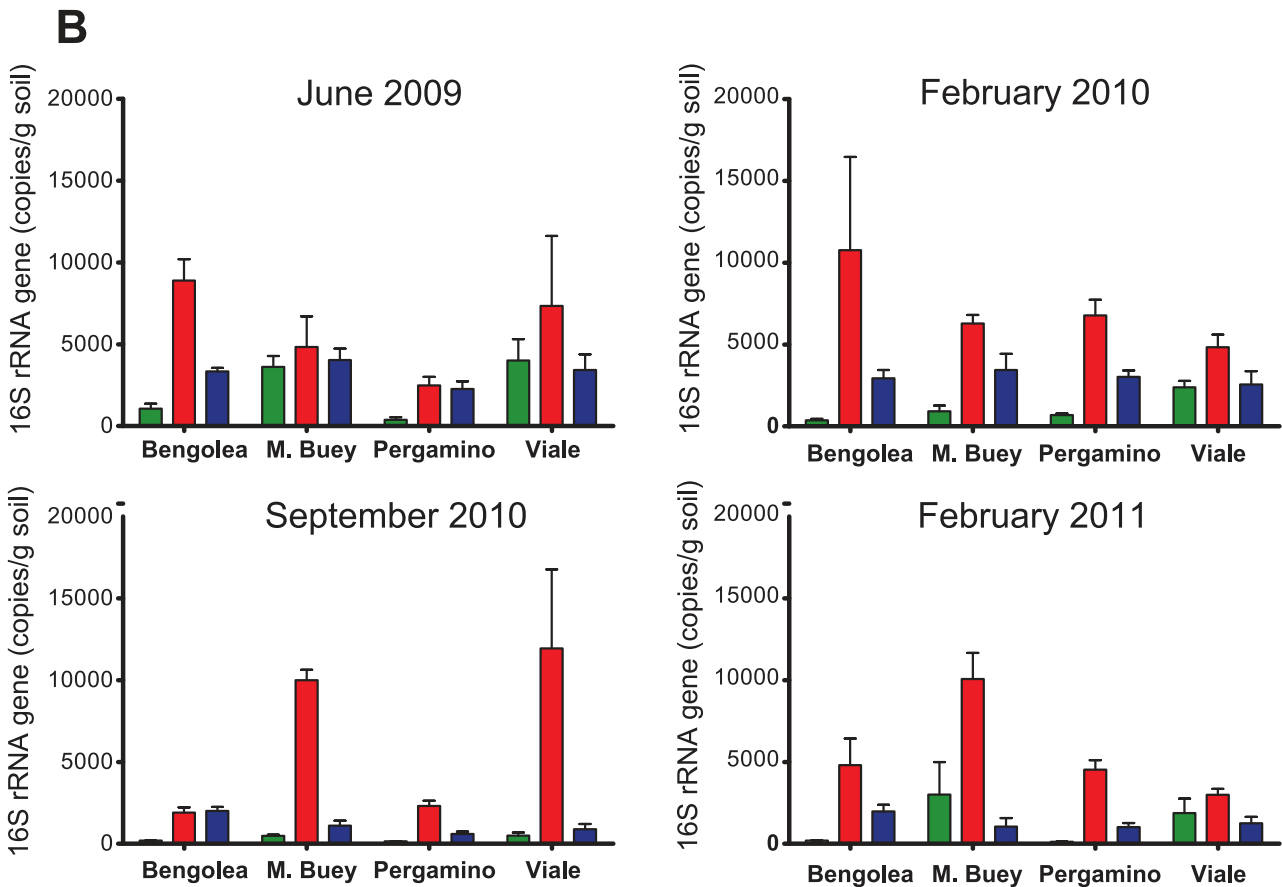 B
June 2009
16S rRNA gene (copies/g soil)
20000
15000
10000
5000
0
Bengolea M. Buey Pergamino Viale
February 2010
16S rRNA gene (copies/g soil)
20000
15000
10000
5000
0
Bengolea M. Buey Pergamino Viale
September 2010
16S rRNA gene (copies/g soil)
20000
15000
10000
5000
0
Bengolea M. Buey Pergamino Viale
February 2011
16S rRNA gene (copies/g soil)
20000
15000
10000
5000
0
Bengolea M. Buey Pergamino Viale